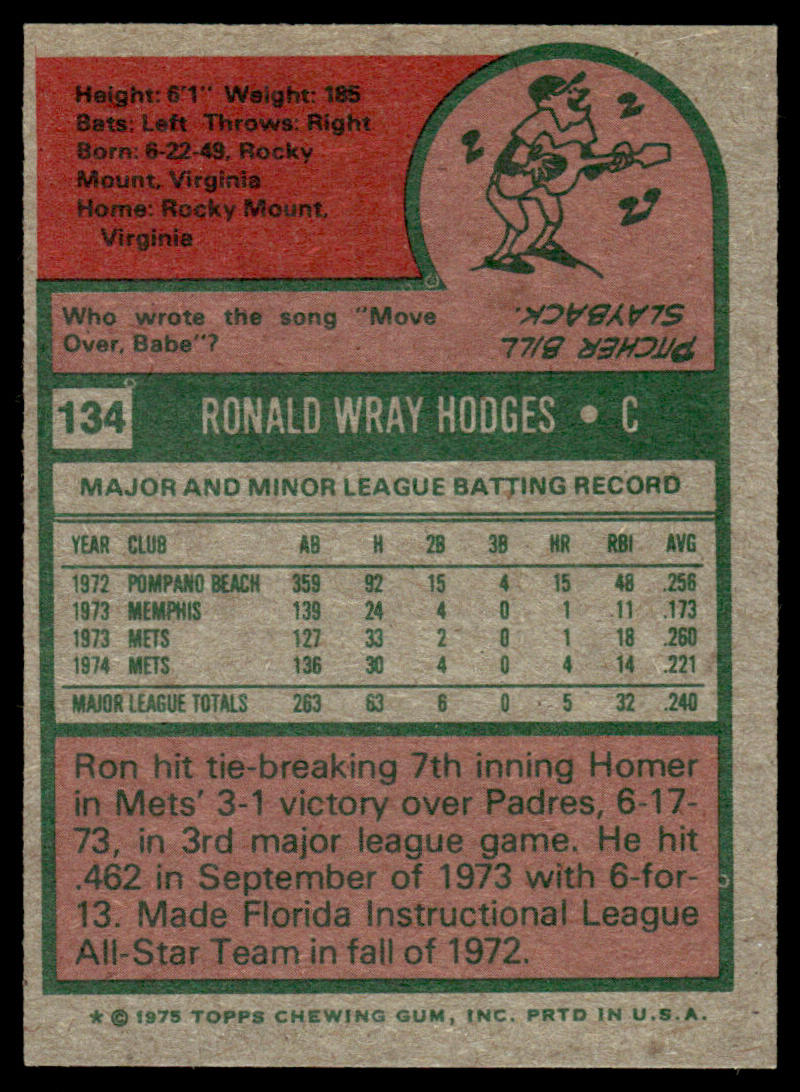 Height: 6'1" Weight: 185
Bats: Left Throws: Right
Born: 6-22-49, Rocky
Mount, Virginia
Home: Rocky Mount,
Virginia
Who wrote the song "Move
Over, Babe"?
PITCHER BILL
SLAYBACK.
134 RONALD WRAY HODGES • C
MAJOR AND MINOR LEAGUE BATTING RECORD
YEAR CLUB AB H 2B 3B HR RBI AVG
1972 POMPANO BEACH 359 92 15 4 15 48 .256
1973 MEMPHIS 139 24 4 0 1 11 .173
1973 METS 127 33 2 0 1 18 .260
1974 METS 136 30 4 0 4 14 .221
MAJOR LEAGUE TOTALS 263 63 6 0 5 32 .240
Ron hit tie-breaking 7th inning Homer
in Mets' 3-1 victory over Padres, 6-17-
73, in 3rd major league game. He hit
.462 in September of 1973 with 6-for-
13. Made Florida Instructional League
All-Star Team in fall of 1972.
* © 1975 TOPPS CHEWING GUM, INC. PRTD IN U.S.A.